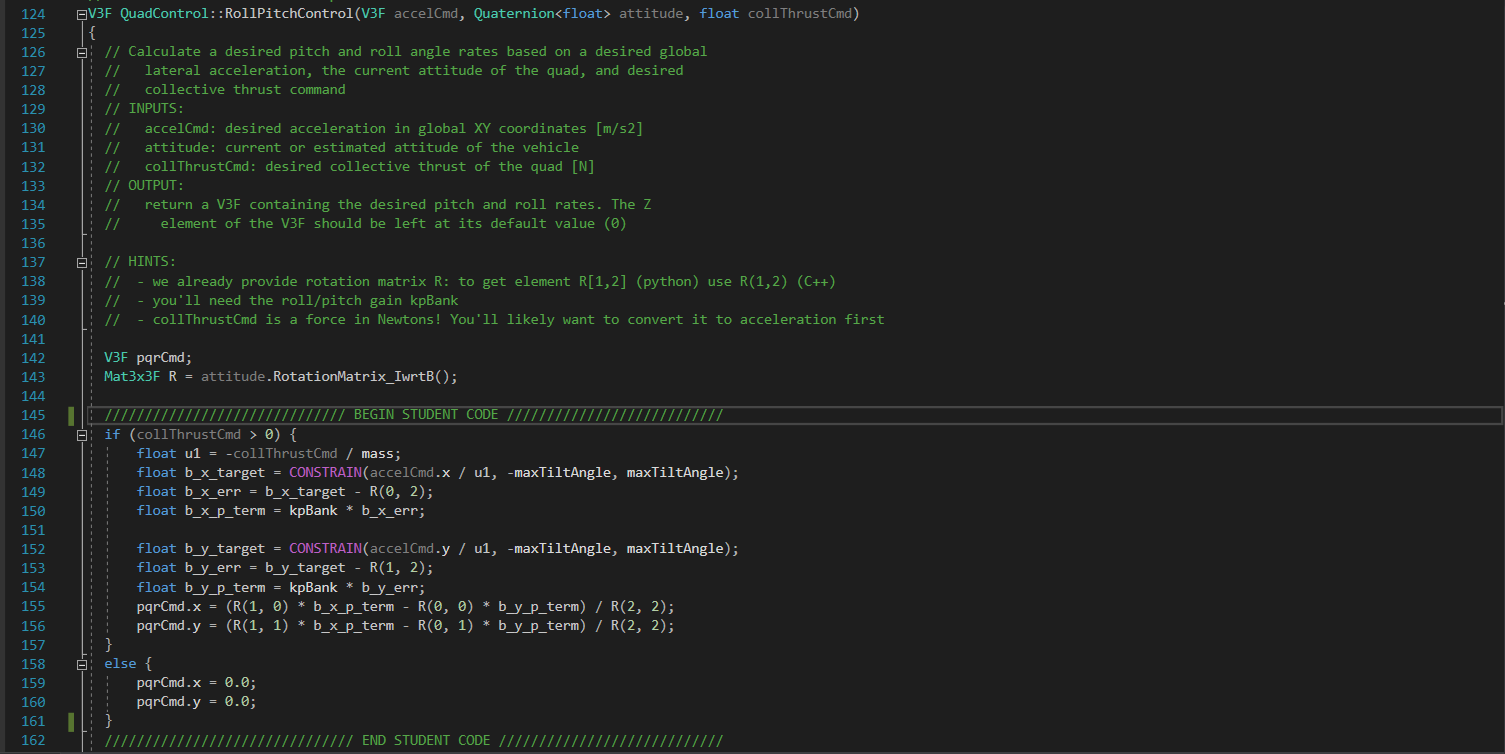 124 V3F QuadControl::RollPitchControl(V3F accelCmd, Quaternion<float> attitude, float collThrustCmd)
125 {
126 // Calculate a desired pitch and roll angle rates based on a desired global
127 //   lateral acceleration, the current attitude of the quad, and desired
128 //   collective thrust command
129 // INPUTS:
130 //   accelCmd: desired acceleration in global XY coordinates [m/s2]
131 //   attitude: current or estimated attitude of the vehicle
132 //   collThrustCmd: desired collective thrust of the quad [N]
133 // OUTPUT:
134 //   return a V3F containing the desired pitch and roll rates. The Z
135 //     element of the V3F should be left at its default value (0)
136
137 // HINTS:
138 //  - we already provide rotation matrix R: to get element R[1,2] (python) use R(1,2) (C++)
139 //  - you'll need the roll/pitch gain kpBank
140 //  - collThrustCmd is a force in Newtons! You'll likely want to convert it to acceleration first
141
142 V3F pqrCmd;
143 Mat3x3F R = attitude.RotationMatrix_IwrtB();
144
145 ////////////////////////////// BEGIN STUDENT CODE ///////////////////////////
146 if (collThrustCmd > 0) {
147     float u1 = -collThrustCmd / mass;
148     float b_x_target = CONSTRAIN(accelCmd.x / u1, -maxTiltAngle, maxTiltAngle);
149     float b_x_err = b_x_target - R(0, 2);
150     float b_x_p_term = kpBank * b_x_err;
151
152     float b_y_target = CONSTRAIN(accelCmd.y / u1, -maxTiltAngle, maxTiltAngle);
153     float b_y_err = b_y_target - R(1, 2);
154     float b_y_p_term = kpBank * b_y_err;
155     pqrCmd.x = (R(1, 0) * b_x_p_term - R(0, 0) * b_y_p_term) / R(2, 2);
156     pqrCmd.y = (R(1, 1) * b_x_p_term - R(0, 1) * b_y_p_term) / R(2, 2);
157 }
158 else {
159     pqrCmd.x = 0.0;
160     pqrCmd.y = 0.0;
161 }
162 /////////////////////////////// END STUDENT CODE ////////////////////////////